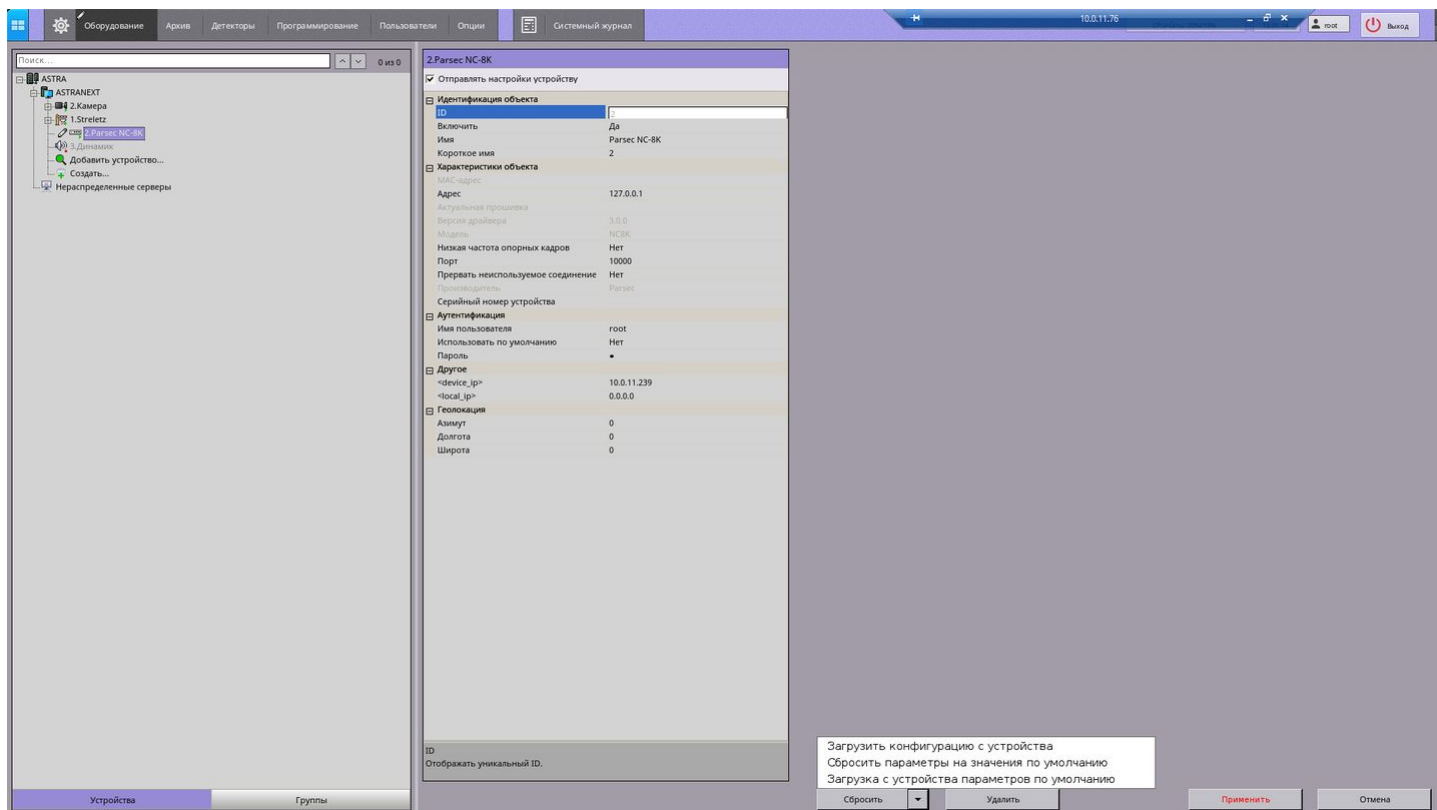 Оборудование Архив Детекторы Программирование Пользователи Опции Системный журнал 10.0.11.76 root Выход
Поиск... 0 из 0
ASTRA
ASTRANEXT
2.Камера
1.Streletz
2.Parsec NC-8K
3.Динамик
Добавить устройство...
Создать...
Нераспределенные серверы
2.Parsec NC-8K
Отправлять настройки устройству
Идентификация объекта
ID 2
Включить Да
Имя Parsec NC-8K
Короткое имя 2
Характеристики объекта
MAC-адрес
Адрес 127.0.0.1
Актуальная прошивка
Версия драйвера 3.0.0
Модель NC8K
Низкая частота опорных кадров Нет
Порт 10000
Прервать неиспользуемое соединение Нет
Производитель Parsec
Серийный номер устройства
Аутентификация
Имя пользователя root
Использовать по умолчанию Нет
Пароль •
Другое
<device_ip> 10.0.11.239
<local_ip> 0.0.0.0
Геолокация
Азимут 0
Долгота 0
Широта 0
ID
Отображать уникальный ID.
Загрузить конфигурацию с устройства
Сбросить параметры на значения по умолчанию
Загрузка с устройства параметров по умолчанию
Устройства Группы Сбросить Удалить Применить Отмена